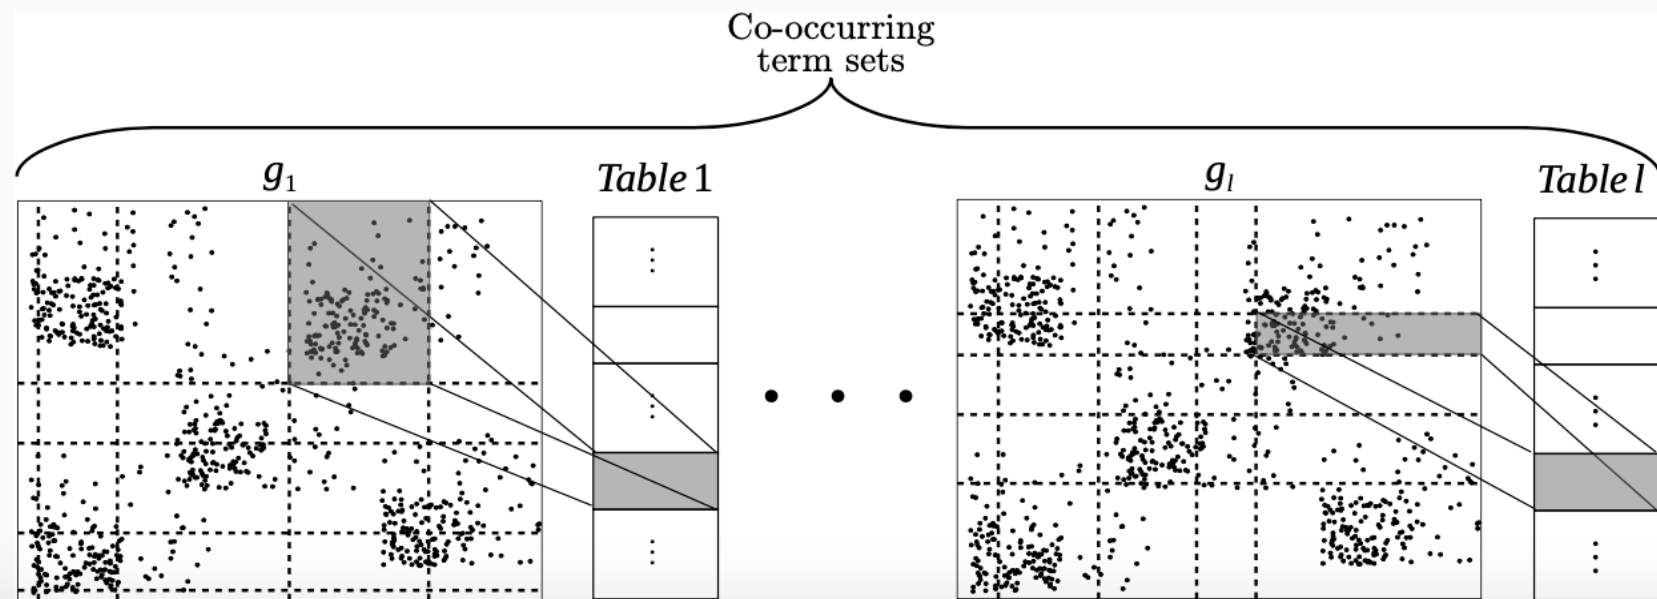 Co-occurring
term sets
g1
Table 1
gl
Table l